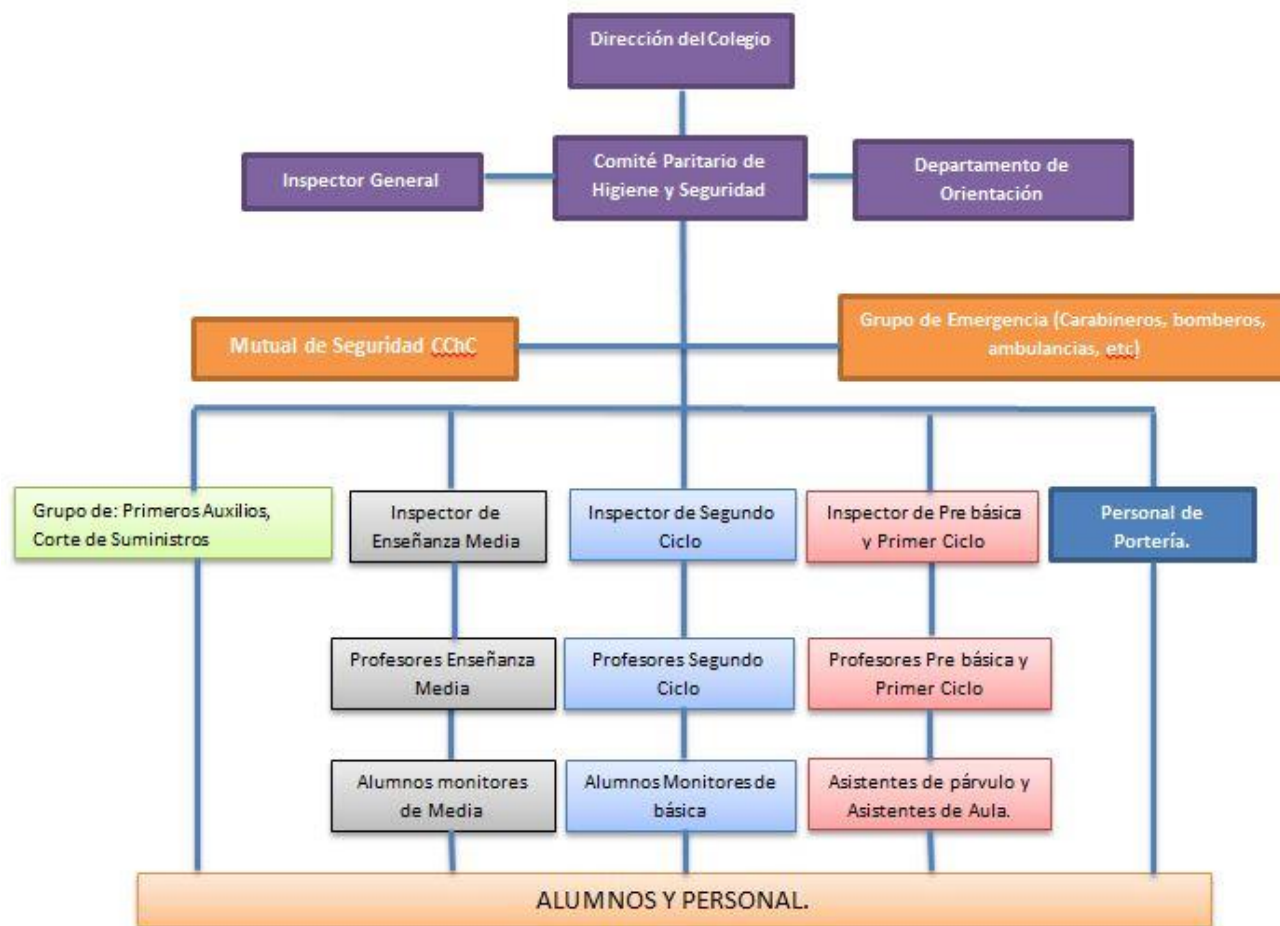 Dirección del Colegio
Inspector General
Comité Paritario de
Higiene y Seguridad
Departamento de
Orientación
Mutual de Seguridad CChC
Grupo de Emergencia (Carabineros, bomberos,
ambulancias, etc)
Grupo de: Primeros Auxilios,
Corte de Suministros
Inspector de
Enseñanza Media
Inspector de Segundo
Ciclo
Inspector de Pre básica
y Primer Ciclo
Personal de
Portería.
Profesores Enseñanza
Media
Profesores Segundo
Ciclo
Profesores Pre básica y
Primer Ciclo
Alumnos monitores
de Media
Alumnos Monitores de
básica
Asistentes de párvulo y
Asistentes de Aula.
ALUMNOS Y PERSONAL.